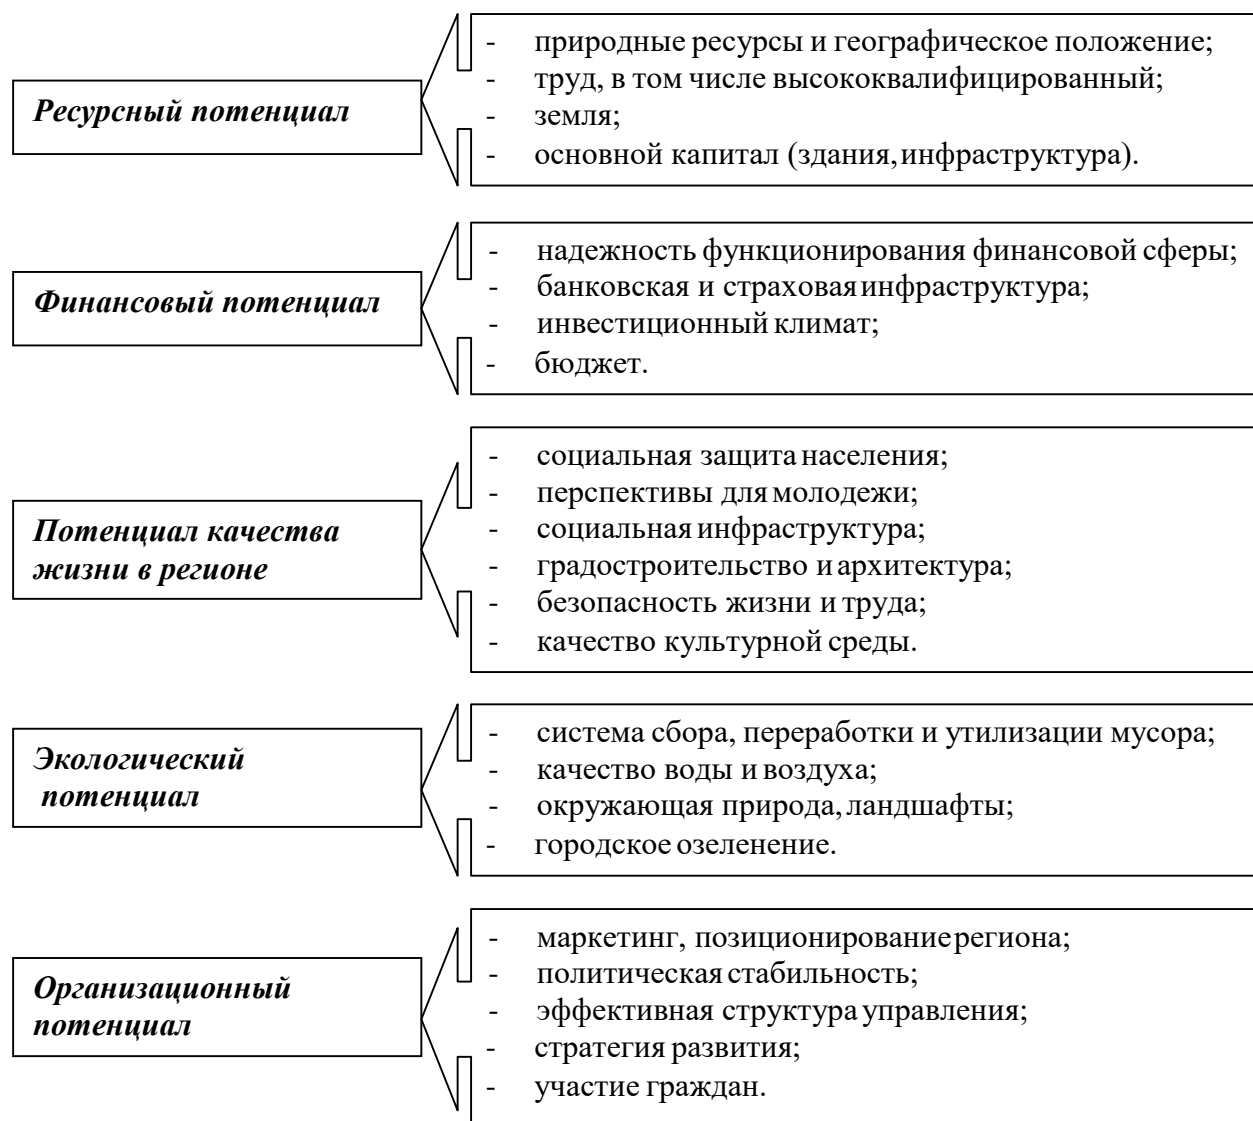 Ресурсный потенциал
- природные ресурсы и географическое положение;
- труд, в том числе высококвалифицированный;
- земля;
- основной капитал (здания, инфраструктура).
Финансовый потенциал
- надежность функционирования финансовой сферы;
- банковская и страховая инфраструктура;
- инвестиционный климат;
- бюджет.
Потенциал качества
жизни в регионе
- социальная защита населения;
- перспективы для молодежи;
- социальная инфраструктура;
- градостроительство и архитектура;
- безопасность жизни и труда;
- качество культурной среды.
Экологический
потенциал
- система сбора, переработки и утилизации мусора;
- качество воды и воздуха;
- окружающая природа, ландшафты;
- городское озеленение.
Организационный
потенциал
- маркетинг, позиционирование региона;
- политическая стабильность;
- эффективная структура управления;
- стратегия развития;
- участие граждан.